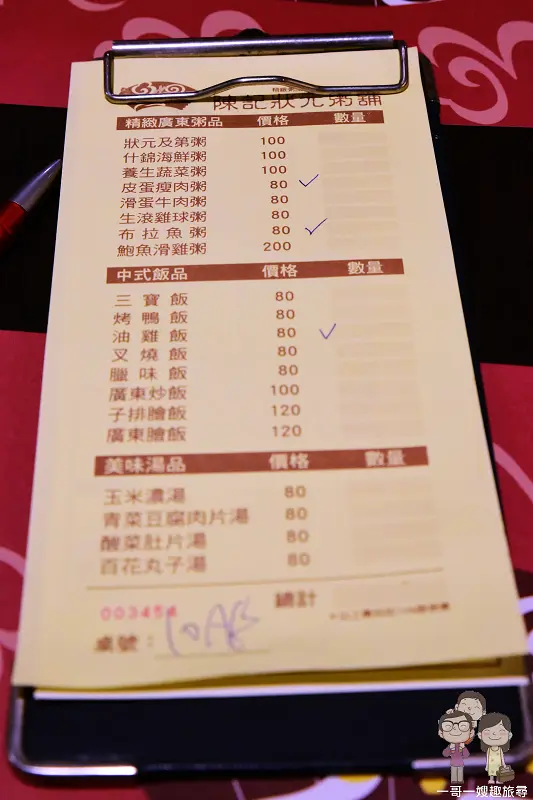 陳記狀元粥舖
精緻廣東粥品 價格 數量
狀元及第粥 100
什錦海鮮粥 100
養生蔬菜粥 100
皮蛋瘦肉粥 80
滑蛋牛肉粥 80
生滾雞球粥 80
布拉魚粥 80
鮑魚滑雞粥 200
中式飯品 價格 數量
三寶飯 80
烤鴨飯 80
油雞飯 80
叉燒飯 80
臘味飯 80
廣東炒飯 100
子排膾飯 120
廣東膾飯 120
美味湯品 價格 數量
玉米濃湯 80
青菜豆腐肉片湯 80
酸菜肚片湯 80
百花丸子湯 80
003454 總計
桌號：
一哥一嫂趣旅尋